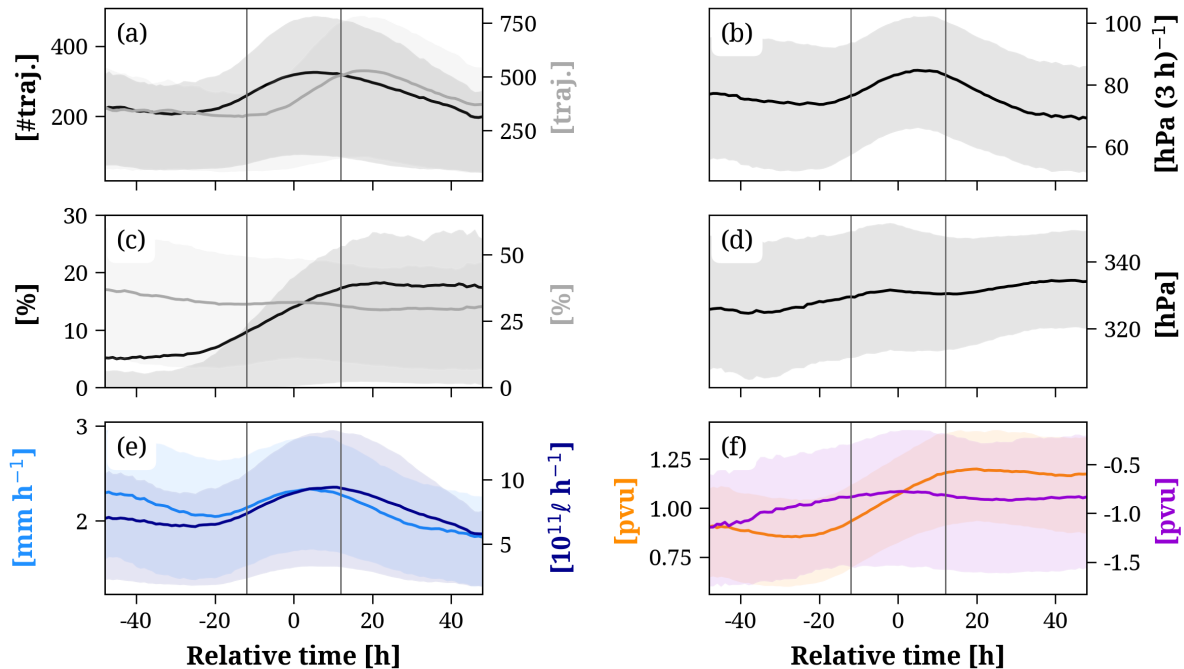 (a)
400
200
[#traj.]
750
500
250
[traj.]
(b)
100
80
60
[hPa (3 h)⁻¹]
(c)
30
20
10
0
[%]
50
25
0
[%]
(d)
340
320
[hPa]
(e)
3
2
[mm h⁻¹]
10
5
[10¹¹ℓ h⁻¹]
-40 -20 0 20 40
Relative time [h]
(f)
1.25
1.00
0.75
[pvu]
-0.5
-1.0
-1.5
[pvu]
-40 -20 0 20 40
Relative time [h]